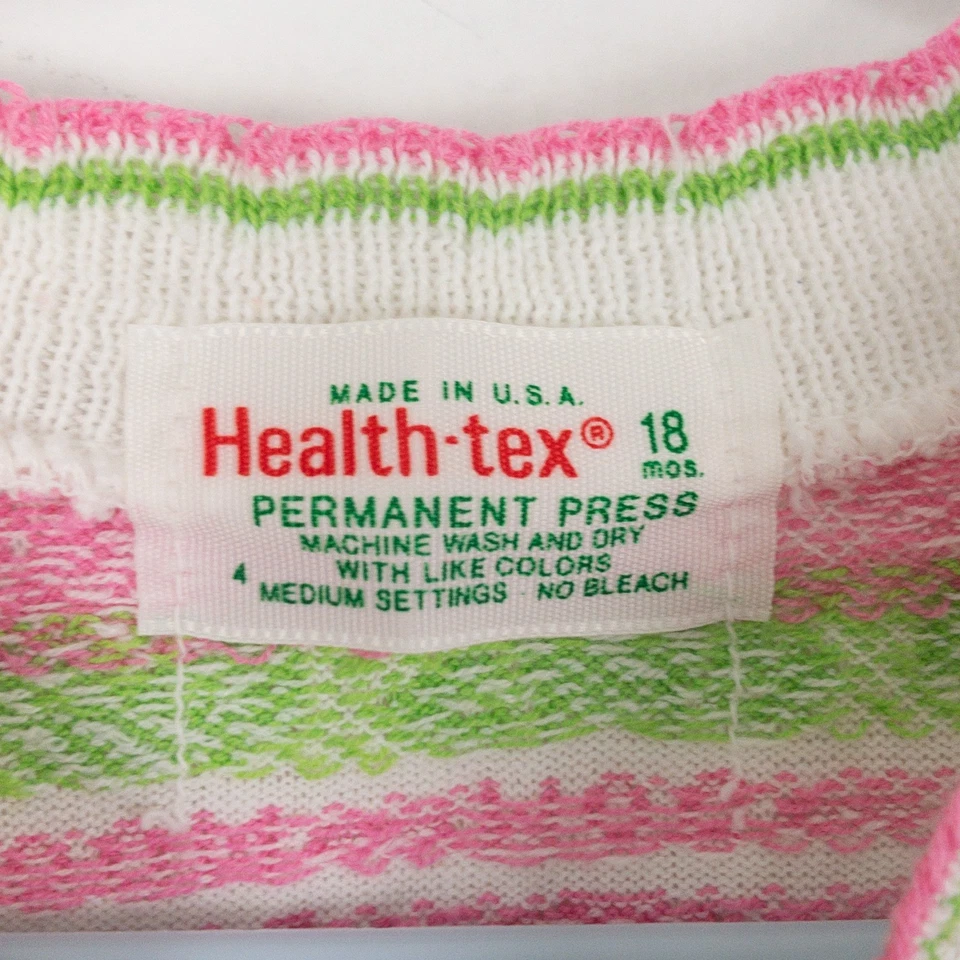 MADE IN U.S.A.
Health-tex® 18
mos.
PERMANENT PRESS
MACHINE WASH AND DRY
WITH LIKE COLORS
4
MEDIUM SETTINGS - NO BLEACH